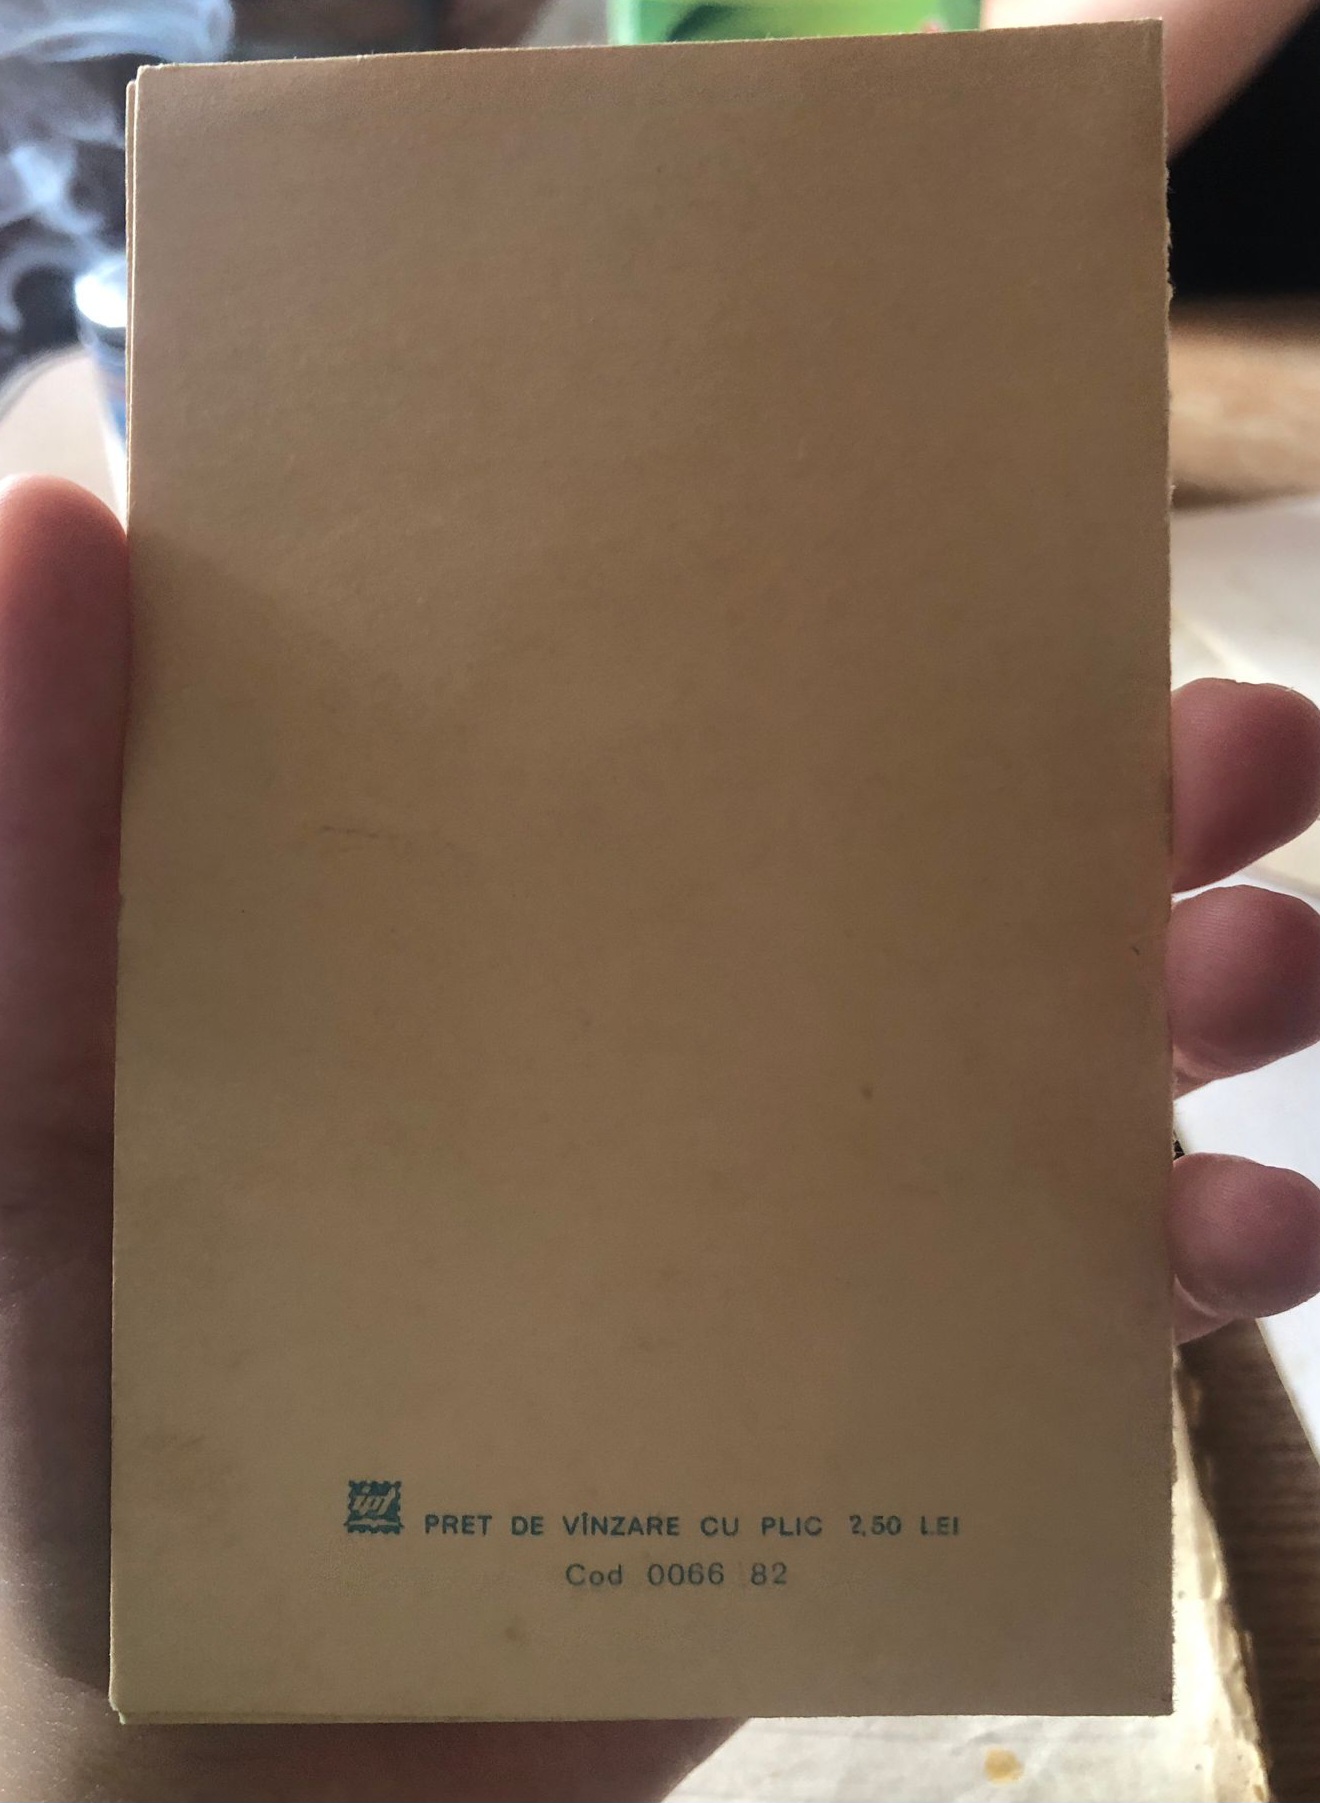 PRET DE VÎNZARE CU PLIC 2,50 LEI
Cod 0066 82